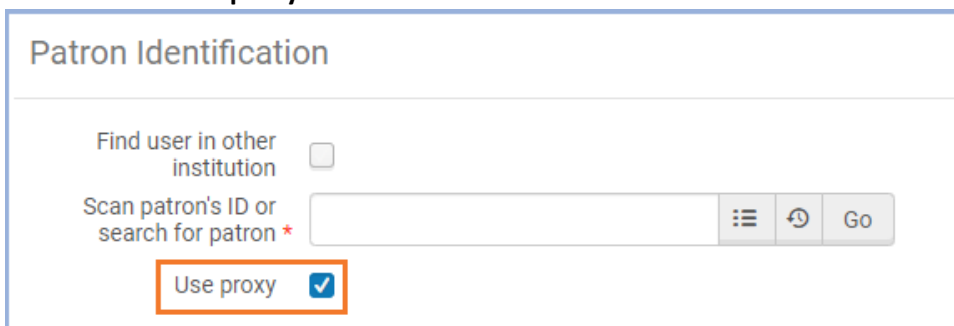 Patron Identification
Find user in other
institution
Scan patron's ID or
search for patron *
Go
Use proxy